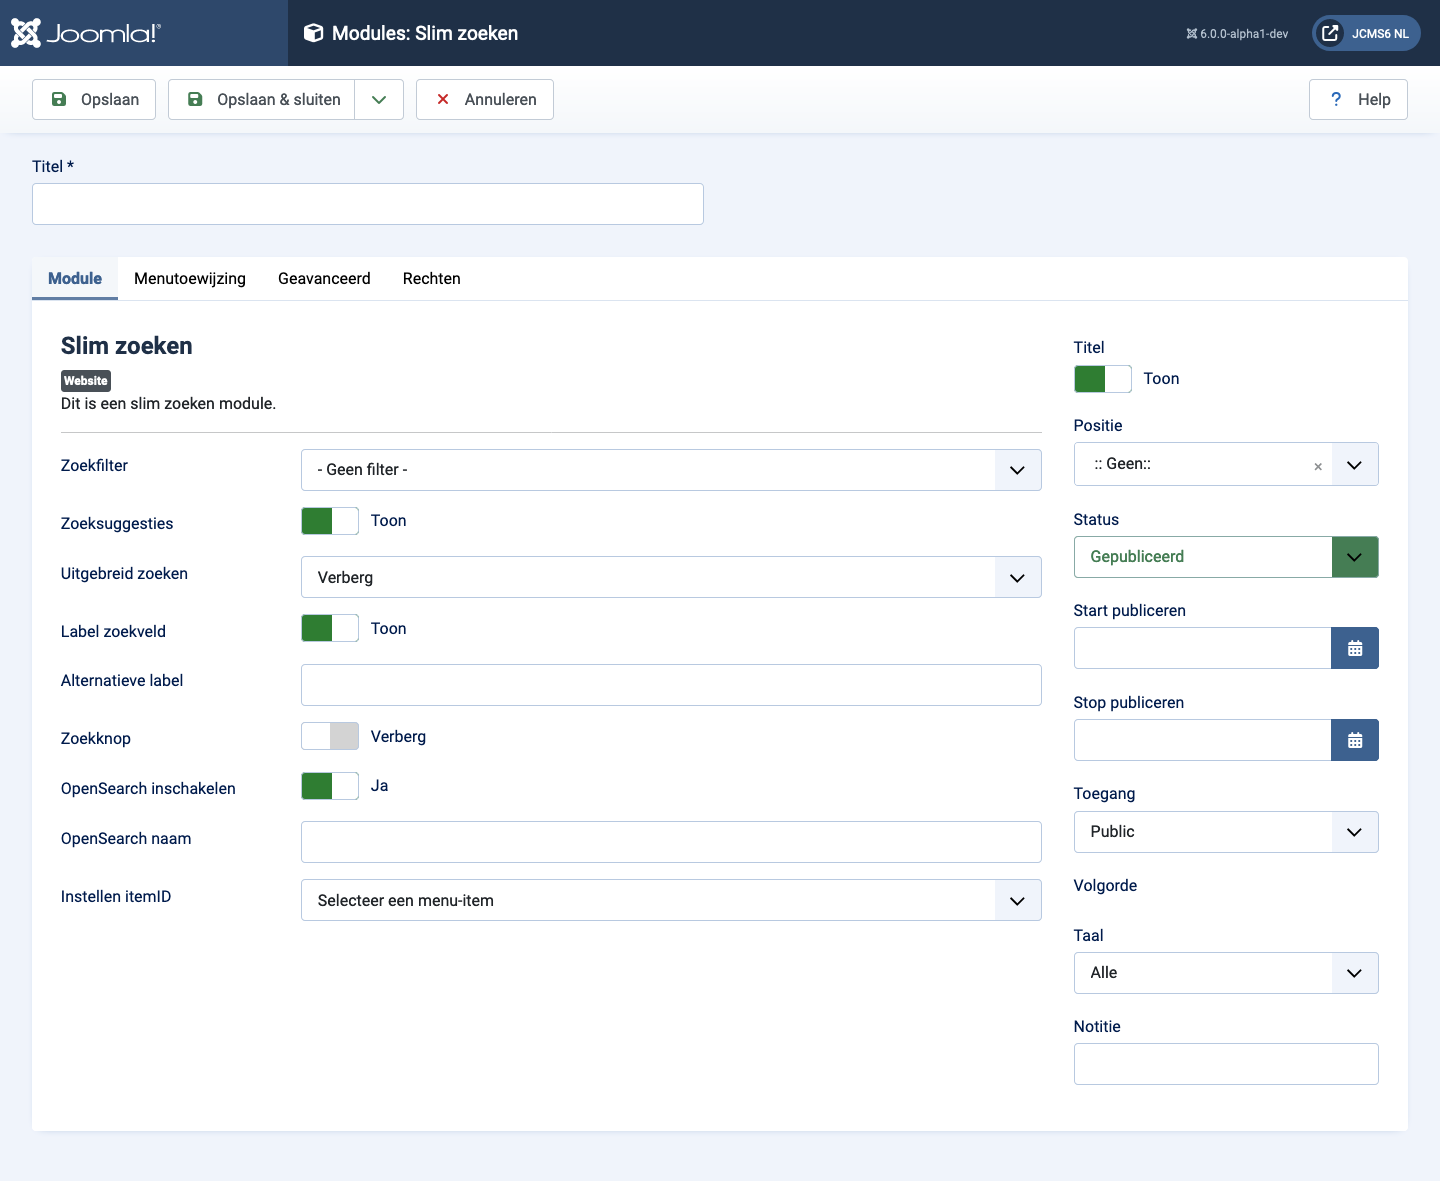 Joomla!®
Modules: Slim zoeken
6.0.0-alpha1-dev
JCMS6 NL
Opslaan
Opslaan & sluiten
Annuleren
? Help
Titel *
Module
Menutoewijzing
Geavanceerd
Rechten
Slim zoeken
Website
Dit is een slim zoeken module.
Zoekfilter
- Geen filter -
Zoeksuggesties
Toon
Uitgebreid zoeken
Verberg
Label zoekveld
Toon
Alternatieve label
Zoekknop
Verberg
OpenSearch inschakelen
Ja
OpenSearch naam
Instellen itemID
Selecteer een menu-item
Titel
Toon
Positie
:: Geen::
×
Status
Gepubliceerd
Start publiceren
Stop publiceren
Toegang
Public
Volgorde
Taal
Alle
Notitie